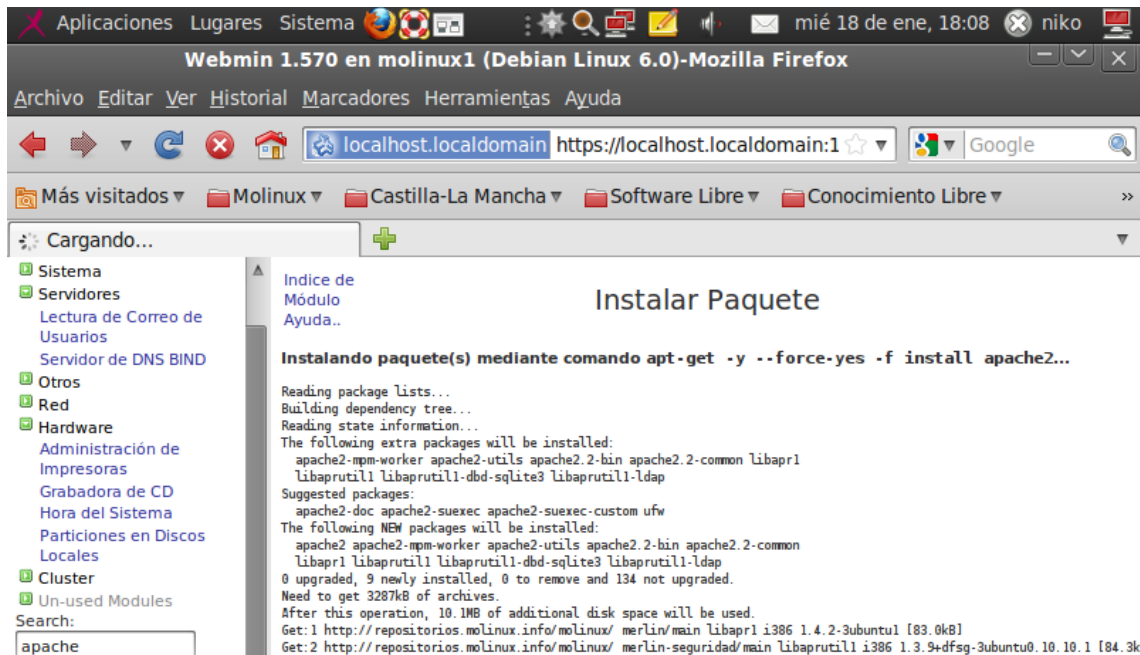 Aplicaciones Lugares Sistema mié 18 de ene, 18:08 niko
Webmin 1.570 en molinux1 (Debian Linux 6.0)-Mozilla Firefox
Archivo Editar Ver Historial Marcadores Herramientas Ayuda
localhost.localdomain https://localhost.localdomain:1 Google
Más visitados Molinux Castilla-La Mancha Software Libre Conocimiento Libre »
Cargando...
Sistema
Servidores
Lectura de Correo de
Usuarios
Servidor de DNS BIND
Otros
Red
Hardware
Administración de
Impresoras
Grabadora de CD
Hora del Sistema
Particiones en Discos
Locales
Cluster
Un-used Modules
Search:
apache
Indice de
Módulo
Ayuda..
Instalar Paquete
Instalando paquete(s) mediante comando apt-get -y --force-yes -f install apache2...
Reading package lists...
Building dependency tree...
Reading state information...
The following extra packages will be installed:
apache2-mpm-worker apache2-utils apache2.2-bin apache2.2-common libapr1
libaprutil1 libaprutil1-dbd-sqlite3 libaprutil1-ldap
Suggested packages:
apache2-doc apache2-suexec apache2-suexec-custom ufw
The following NEW packages will be installed:
apache2 apache2-mpm-worker apache2-utils apache2.2-bin apache2.2-common
libapr1 libaprutil1 libaprutil1-dbd-sqlite3 libaprutil1-ldap
0 upgraded, 9 newly installed, 0 to remove and 134 not upgraded.
Need to get 3287kB of archives.
After this operation, 10.1MB of additional disk space will be used.
Get:1 http://repositorios.molinux.info/molinux/ merlin/main libapr1 i386 1.4.2-3ubuntu1 [83.0kB]
Get:2 http://repositorios.molinux.info/molinux/ merlin-seguridad/main libaprutil1 i386 1.3.9+dfsg-3ubuntu0.10.10.1 [84.3k